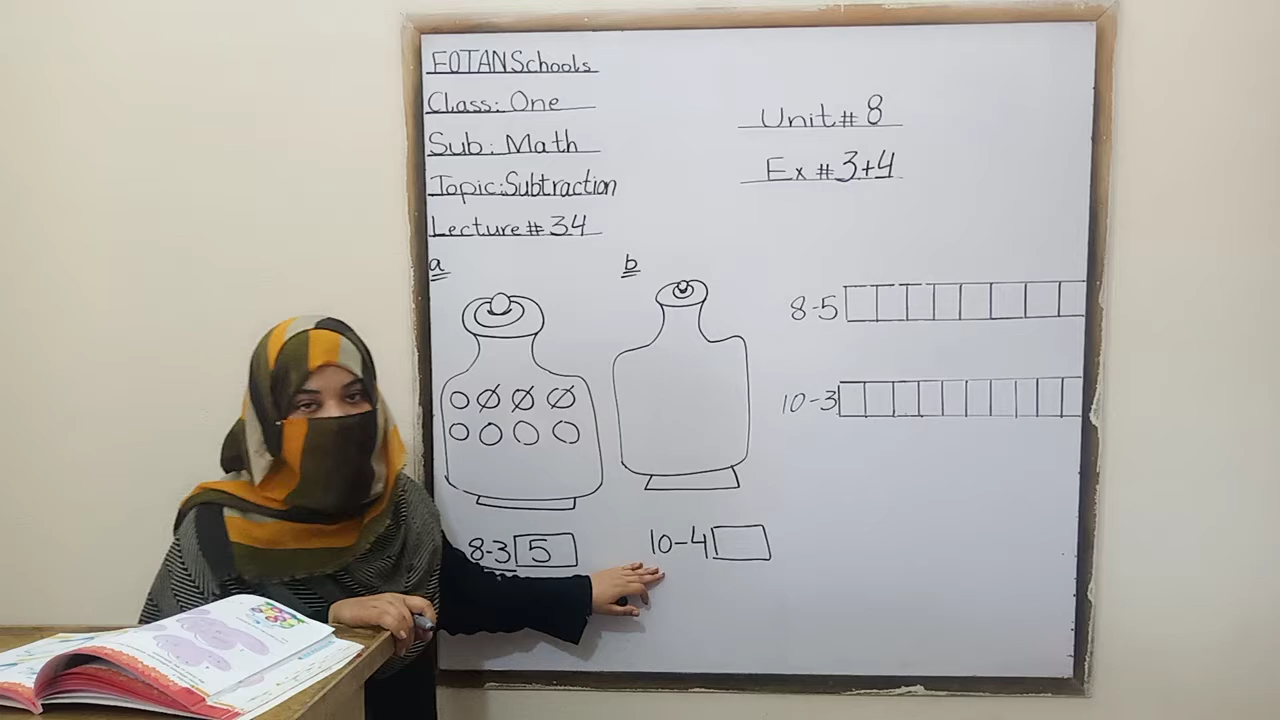 EOTAN Schools
Class: One
Sub: Math
Topic: Subtraction
Lecture # 34
Unit # 8
Ex # 3+4
a
b
8-5
10-3
8-3 5
10-4